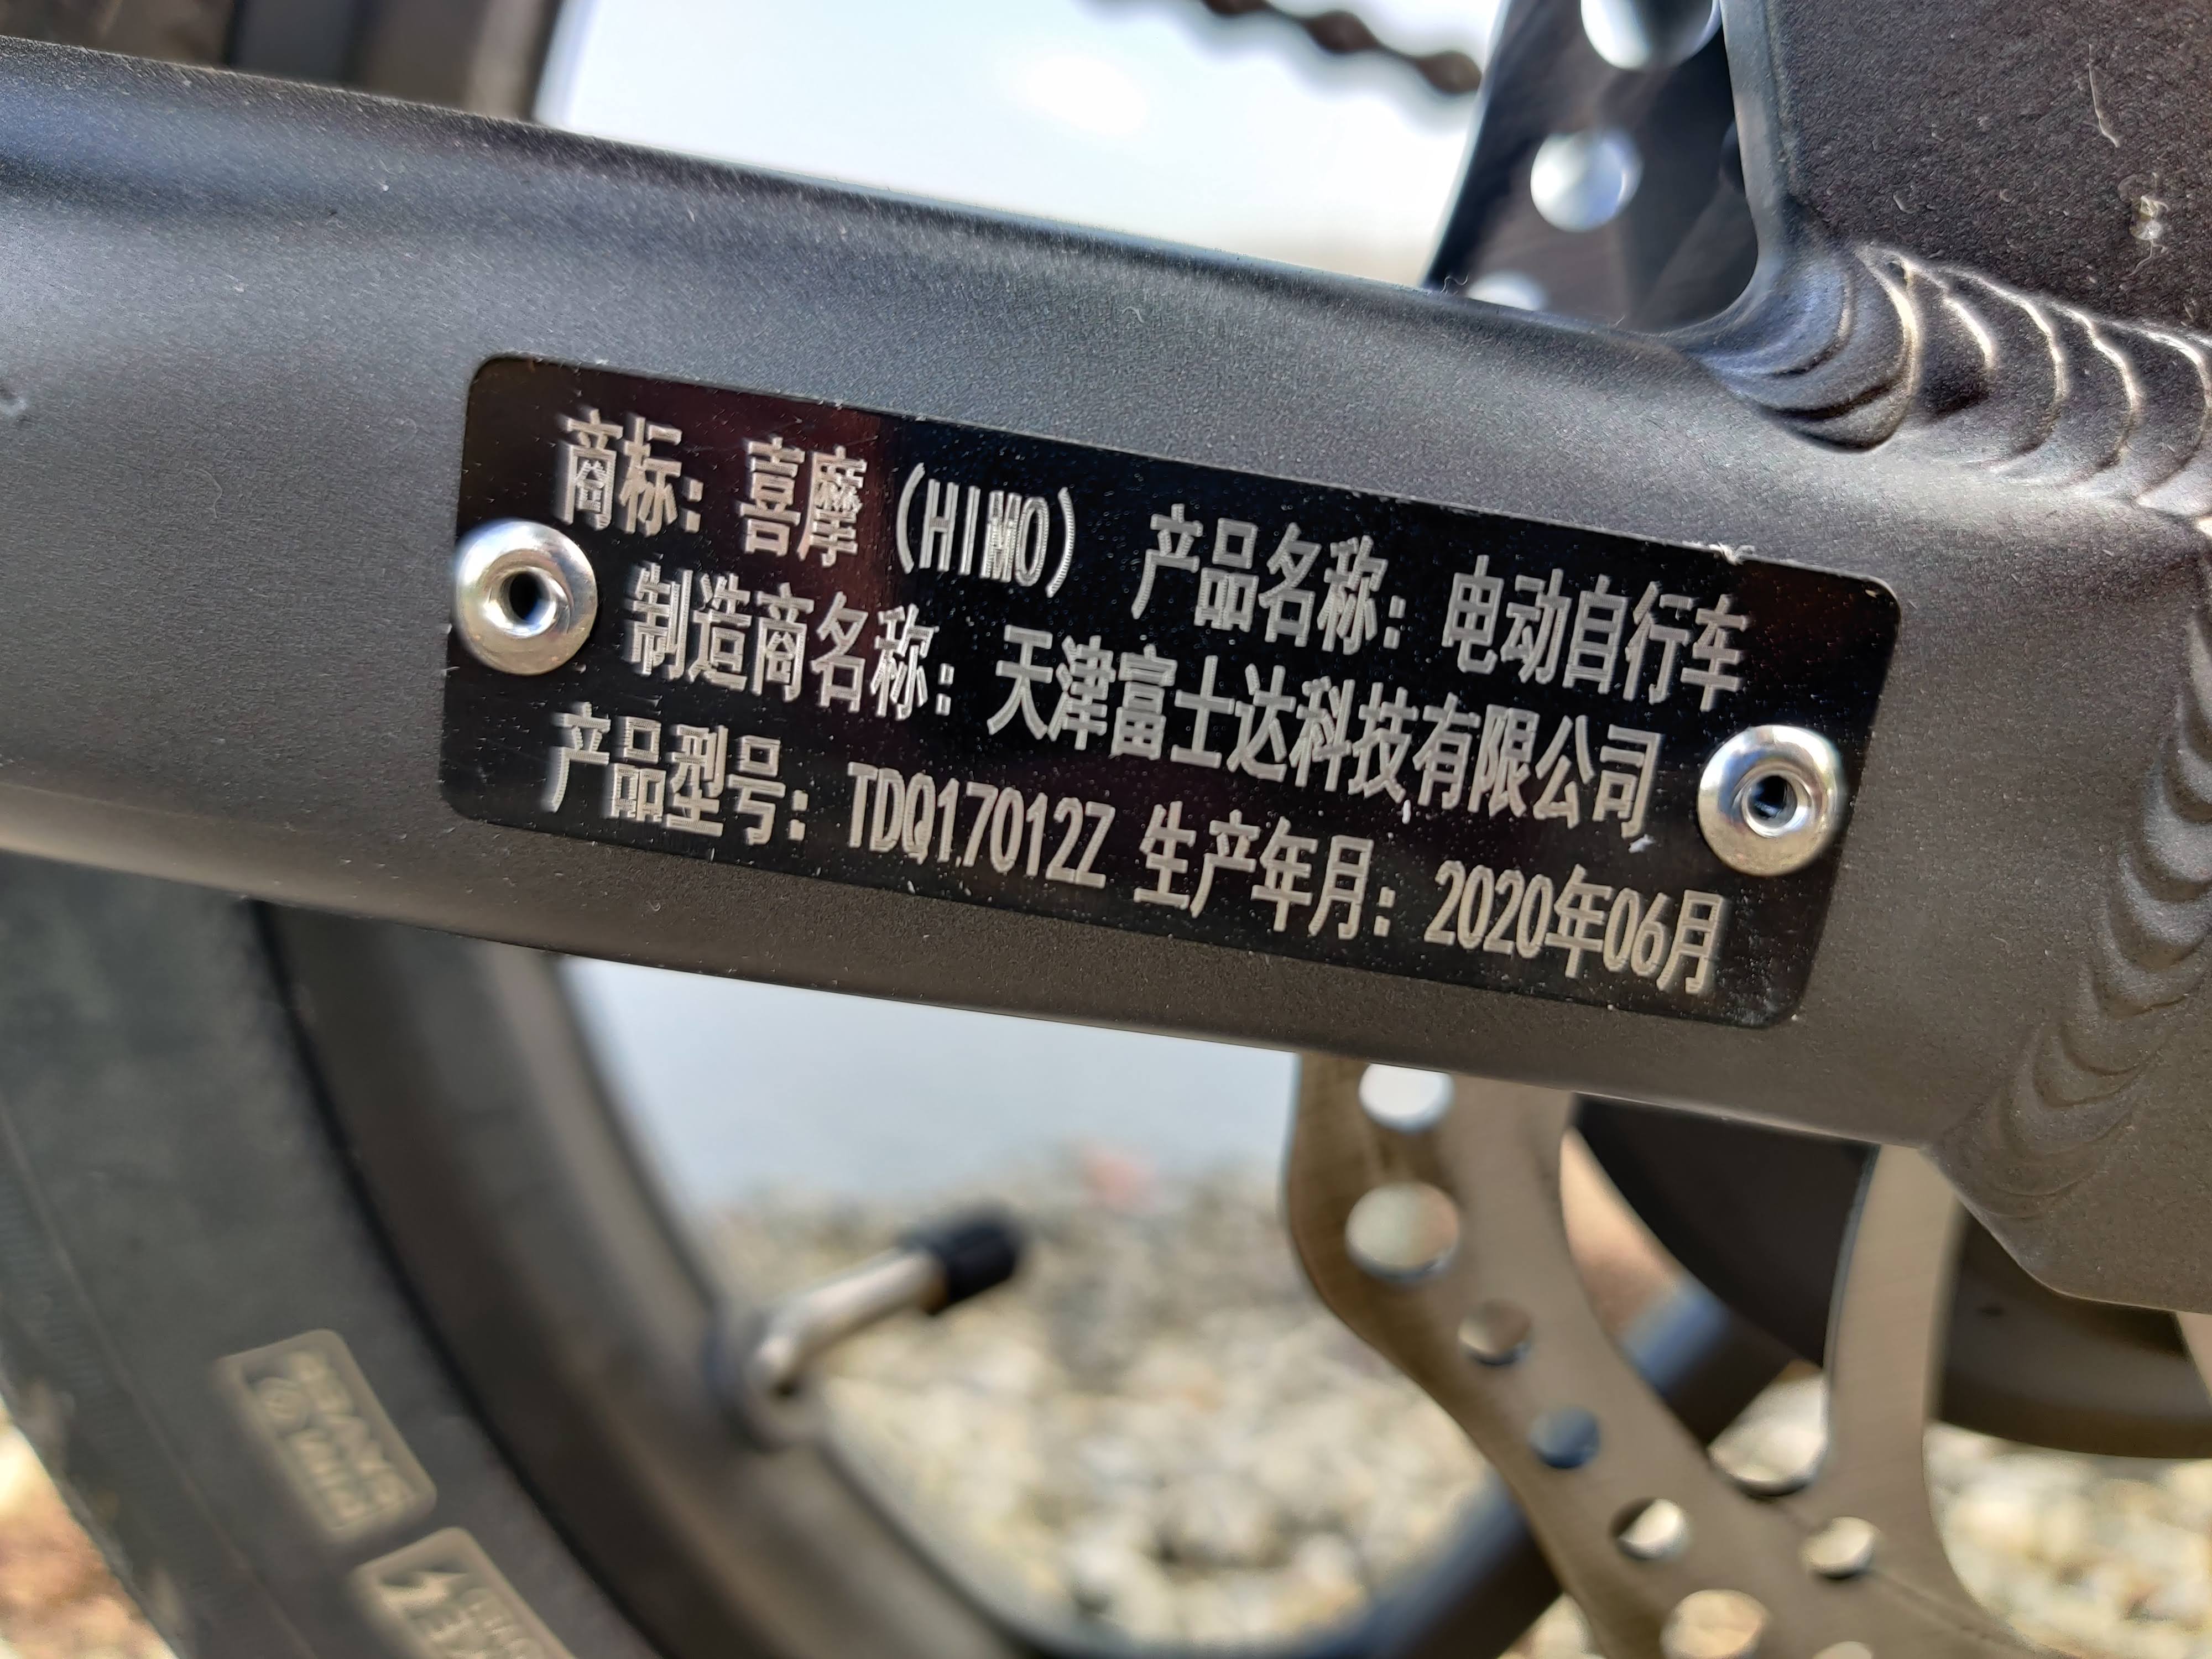 商标：喜摩(HIMO) 产品名称：电动自行车
制造商名称：天津富士达科技有限公司
产品型号：TDQ17012Z 生产年月：2020年06月